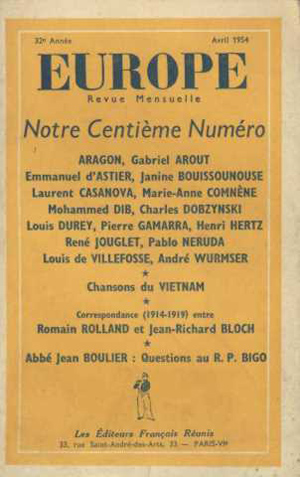 32e Année Avril 1954
EUROPE
Revue Mensuelle
Notre Centième Numéro
ARAGON, Gabriel AROUT
Emmanuel d'ASTIER, Janine BOUISSOUNOUSE
Laurent CASANOVA, Marie-Anne COMNÈNE
Mohammed DIB, Charles DOBZYNSKI
Louis DUREY, Pierre GAMARRA, Henri HERTZ
René JOUGLET, Pablo NERUDA
Louis de VILLEFOSSE, André WURMSER
★
Chansons du VIETNAM
★
Correspondance (1914-1919) entre
Romain ROLLAND et Jean-Richard BLOCH
★
Abbé Jean BOULIER : Questions au R. P. BIGO
Les Éditeurs Français Réunis
33, rue Saint-André-des-Arts, 33 — PARIS-VIe